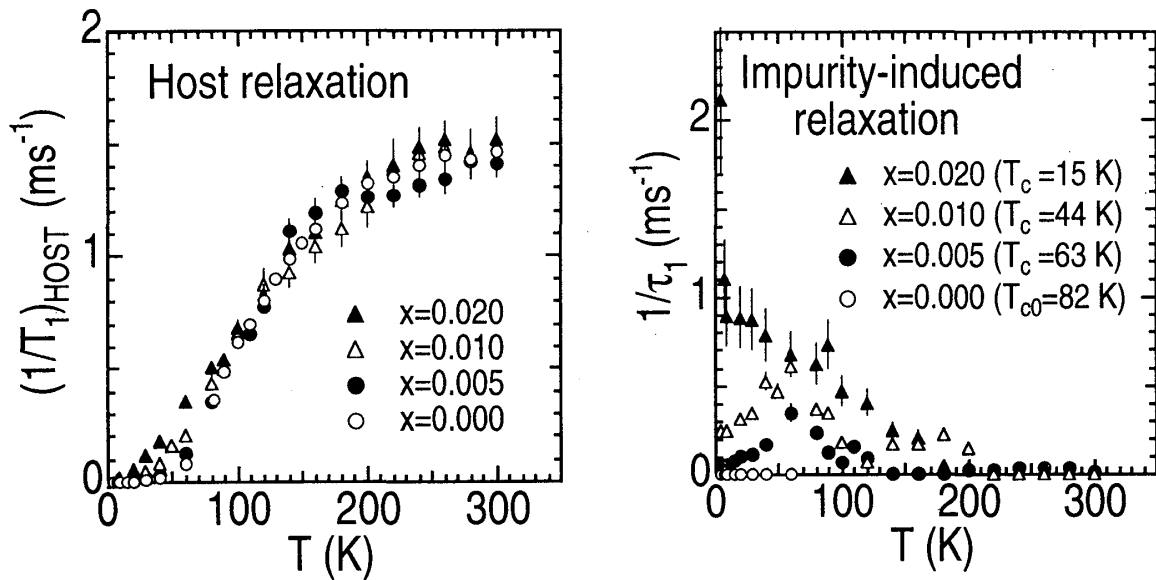 2
1
0
(1/T₁)HOST (ms⁻¹)
Host relaxation
x=0.020
x=0.010
x=0.005
x=0.000
0 100 200 300
T (K)
2
1
0
1/τ₁ (ms⁻¹)
Impurity-induced
relaxation
x=0.020 (Tc =15 K)
x=0.010 (Tc =44 K)
x=0.005 (Tc =63 K)
x=0.000 (Tc0=82 K)
0 100 200 300
T (K)